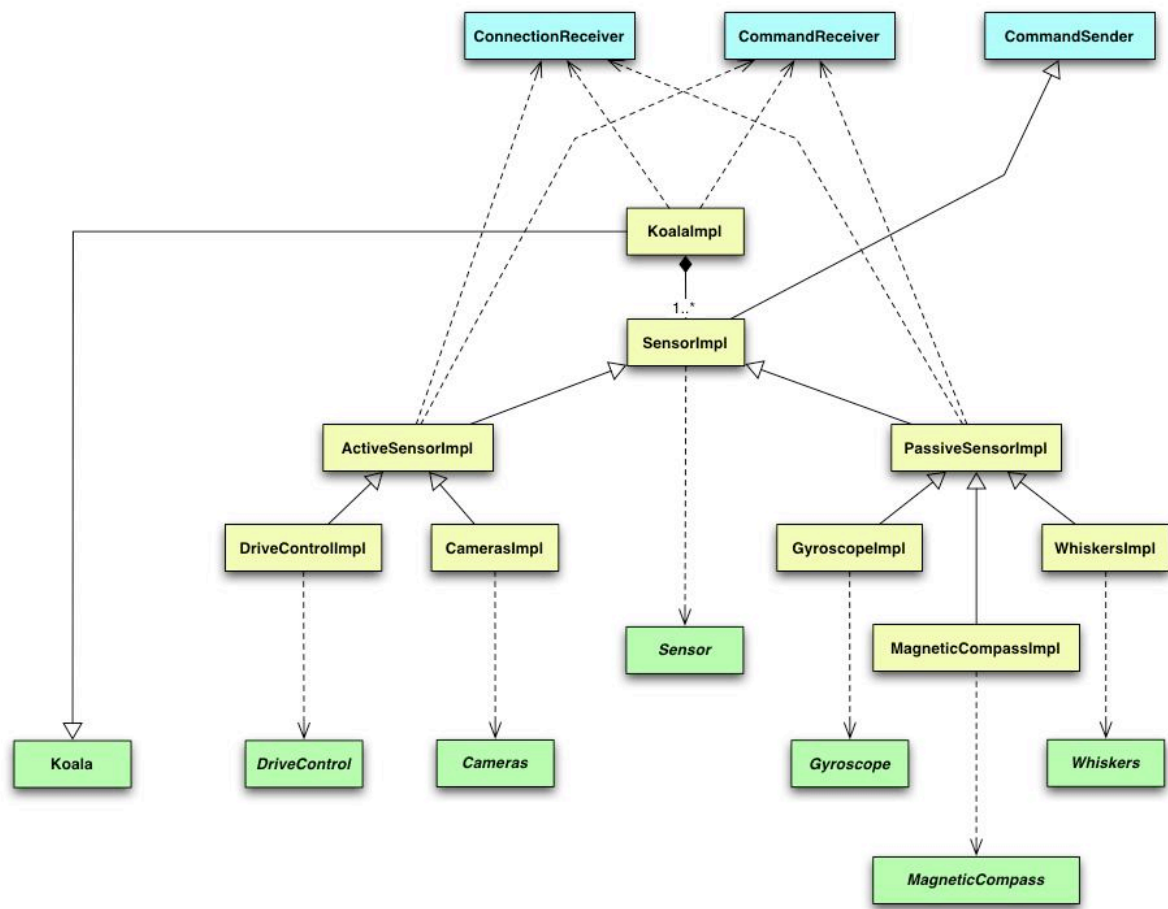 ConnectionReceiver
CommandReceiver
CommandSender
KoalaImpl
1..*
SensorImpl
ActiveSensorImpl
PassiveSensorImpl
DriveControlImpl
CamerasImpl
GyroscopeImpl
WhiskersImpl
Sensor
MagneticCompassImpl
Koala
DriveControl
Cameras
Gyroscope
Whiskers
MagneticCompass